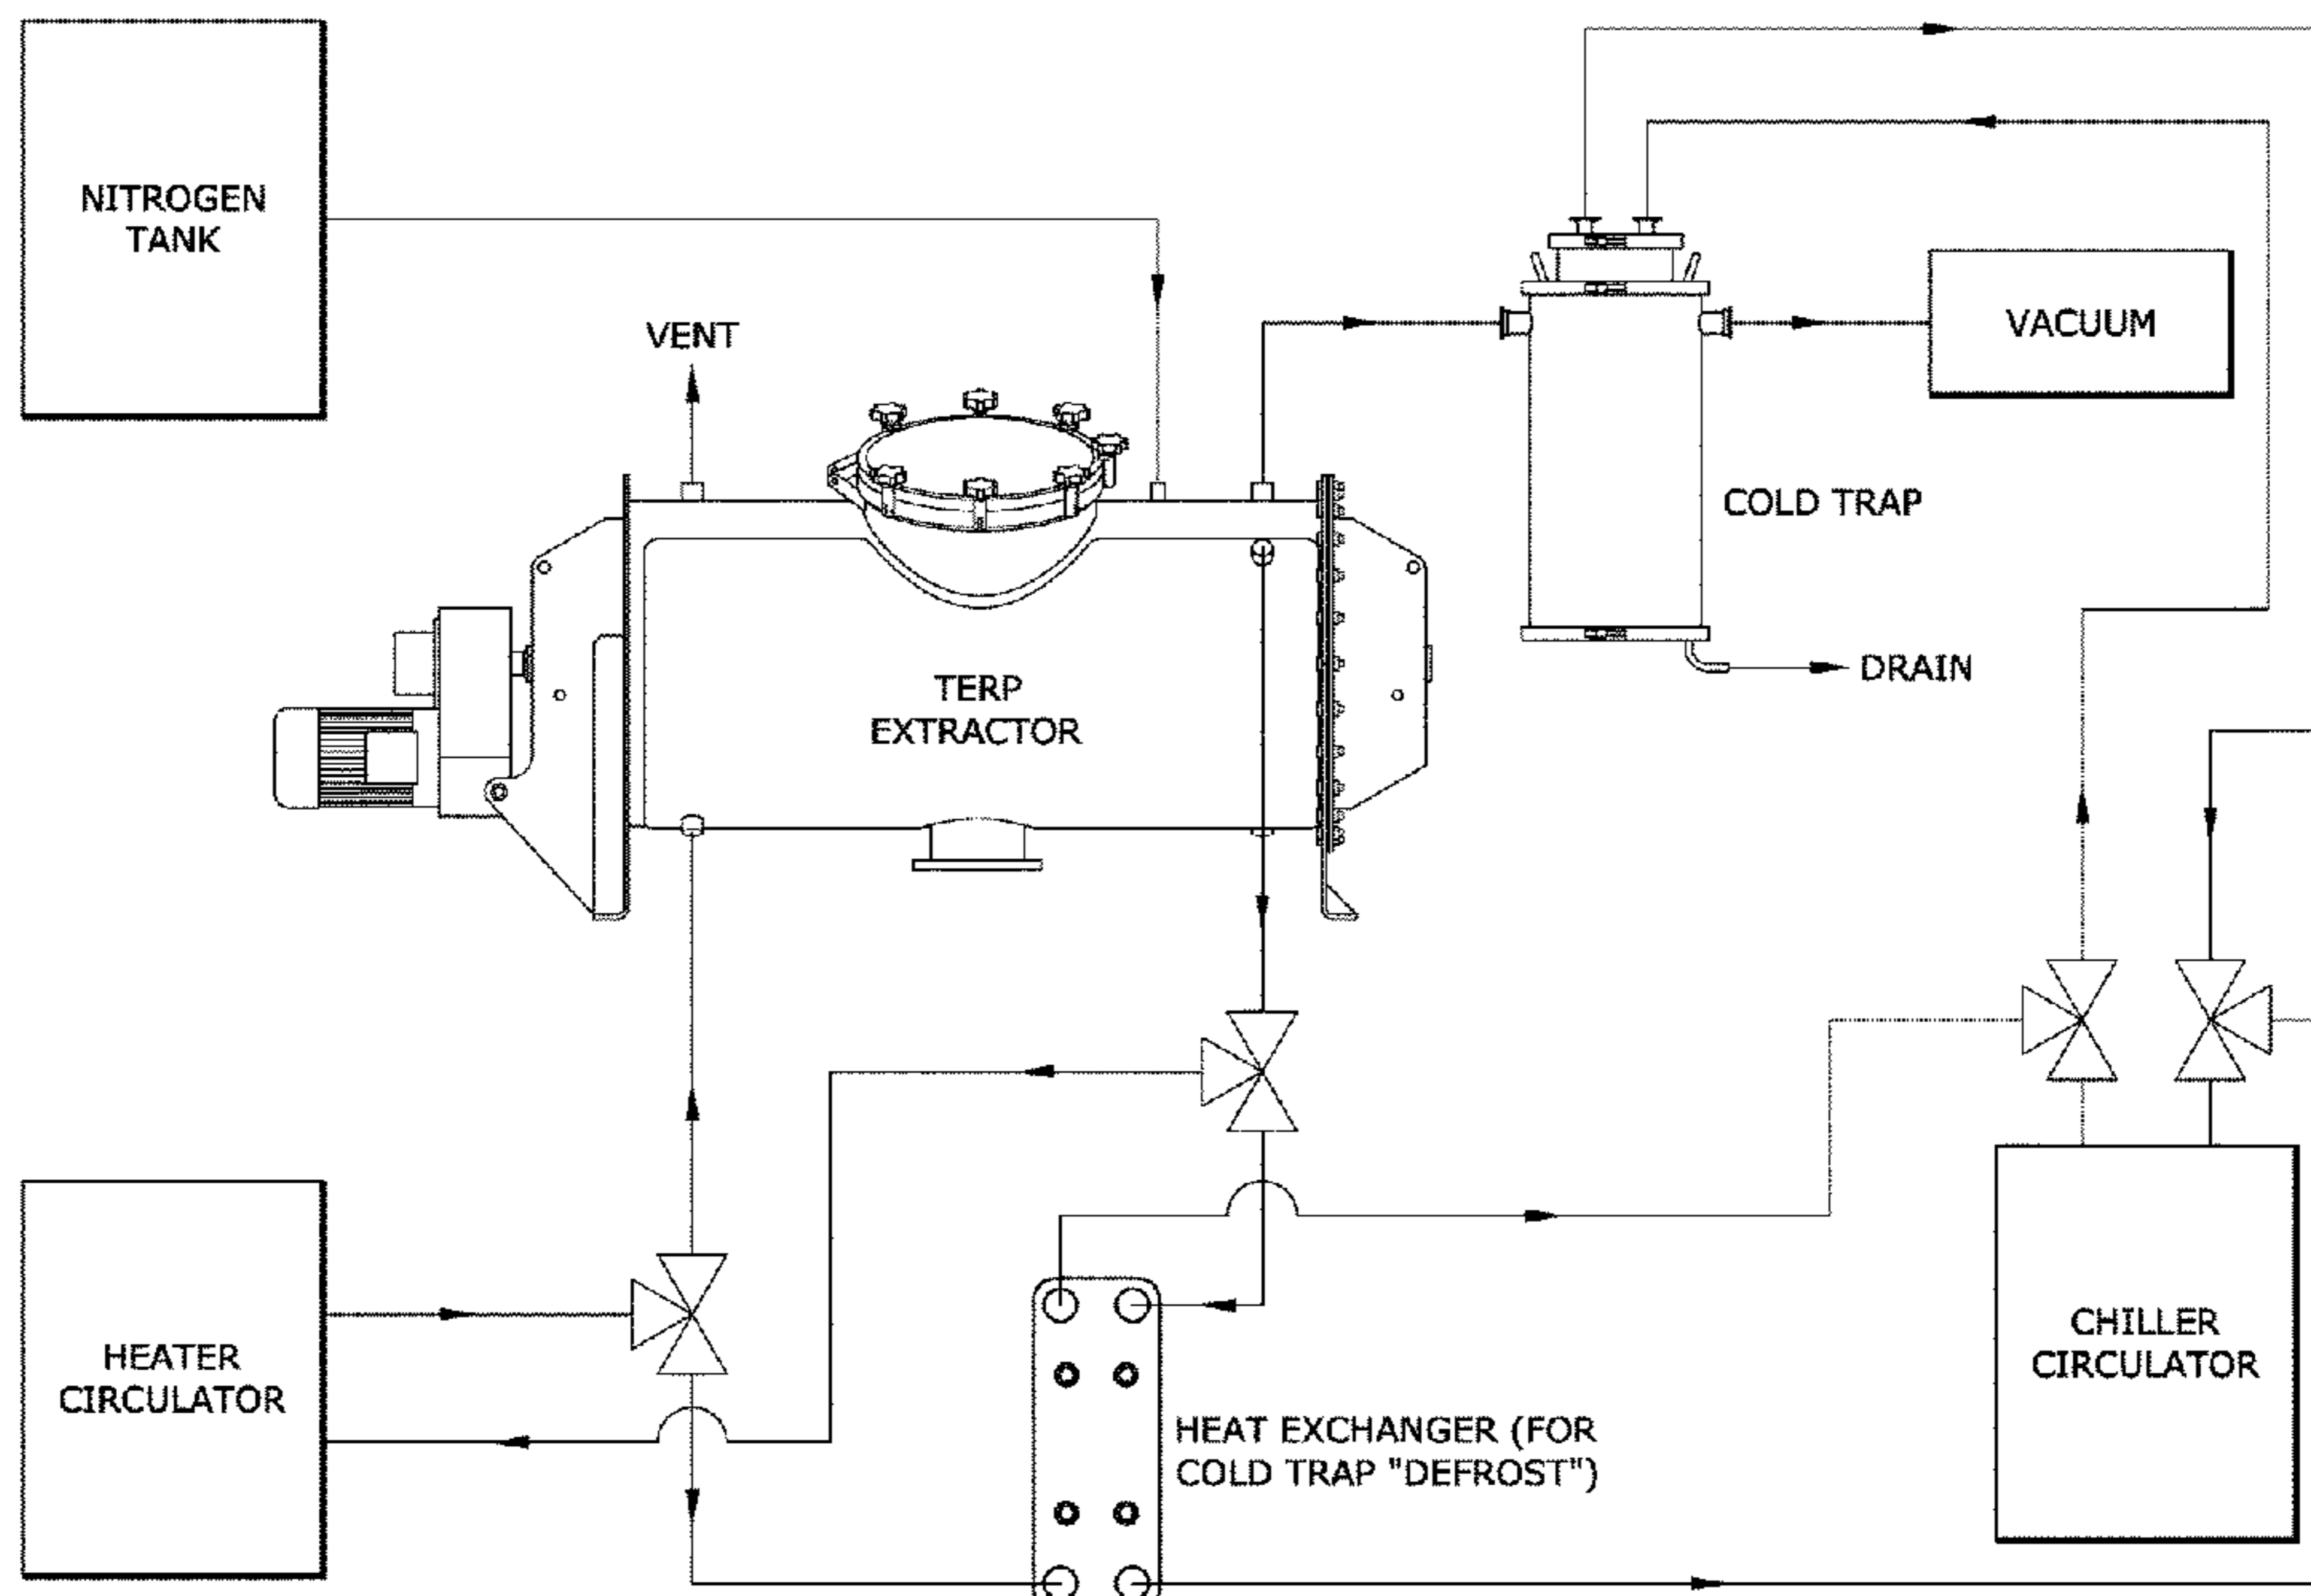 NITROGEN
TANK
VENT
VACUUM
COLD TRAP
DRAIN
TERP
EXTRACTOR
HEATER
CIRCULATOR
HEAT EXCHANGER (FOR
COLD TRAP "DEFROST")
CHILLER
CIRCULATOR